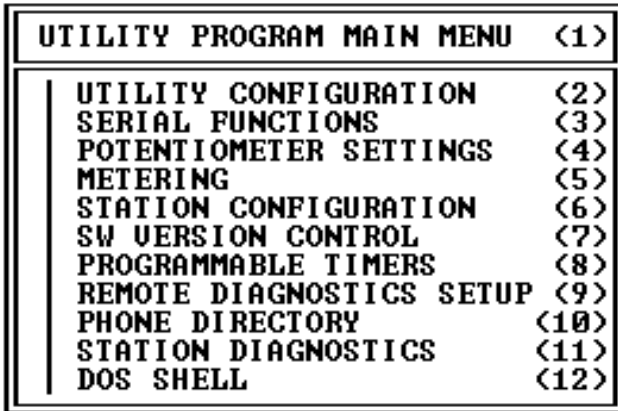 UTILITY PROGRAM MAIN MENU (1)
UTILITY CONFIGURATION (2)
SERIAL FUNCTIONS (3)
POTENTIOMETER SETTINGS (4)
METERING (5)
STATION CONFIGURATION (6)
SW VERSION CONTROL (7)
PROGRAMMABLE TIMERS (8)
REMOTE DIAGNOSTICS SETUP (9)
PHONE DIRECTORY (10)
STATION DIAGNOSTICS (11)
DOS SHELL (12)